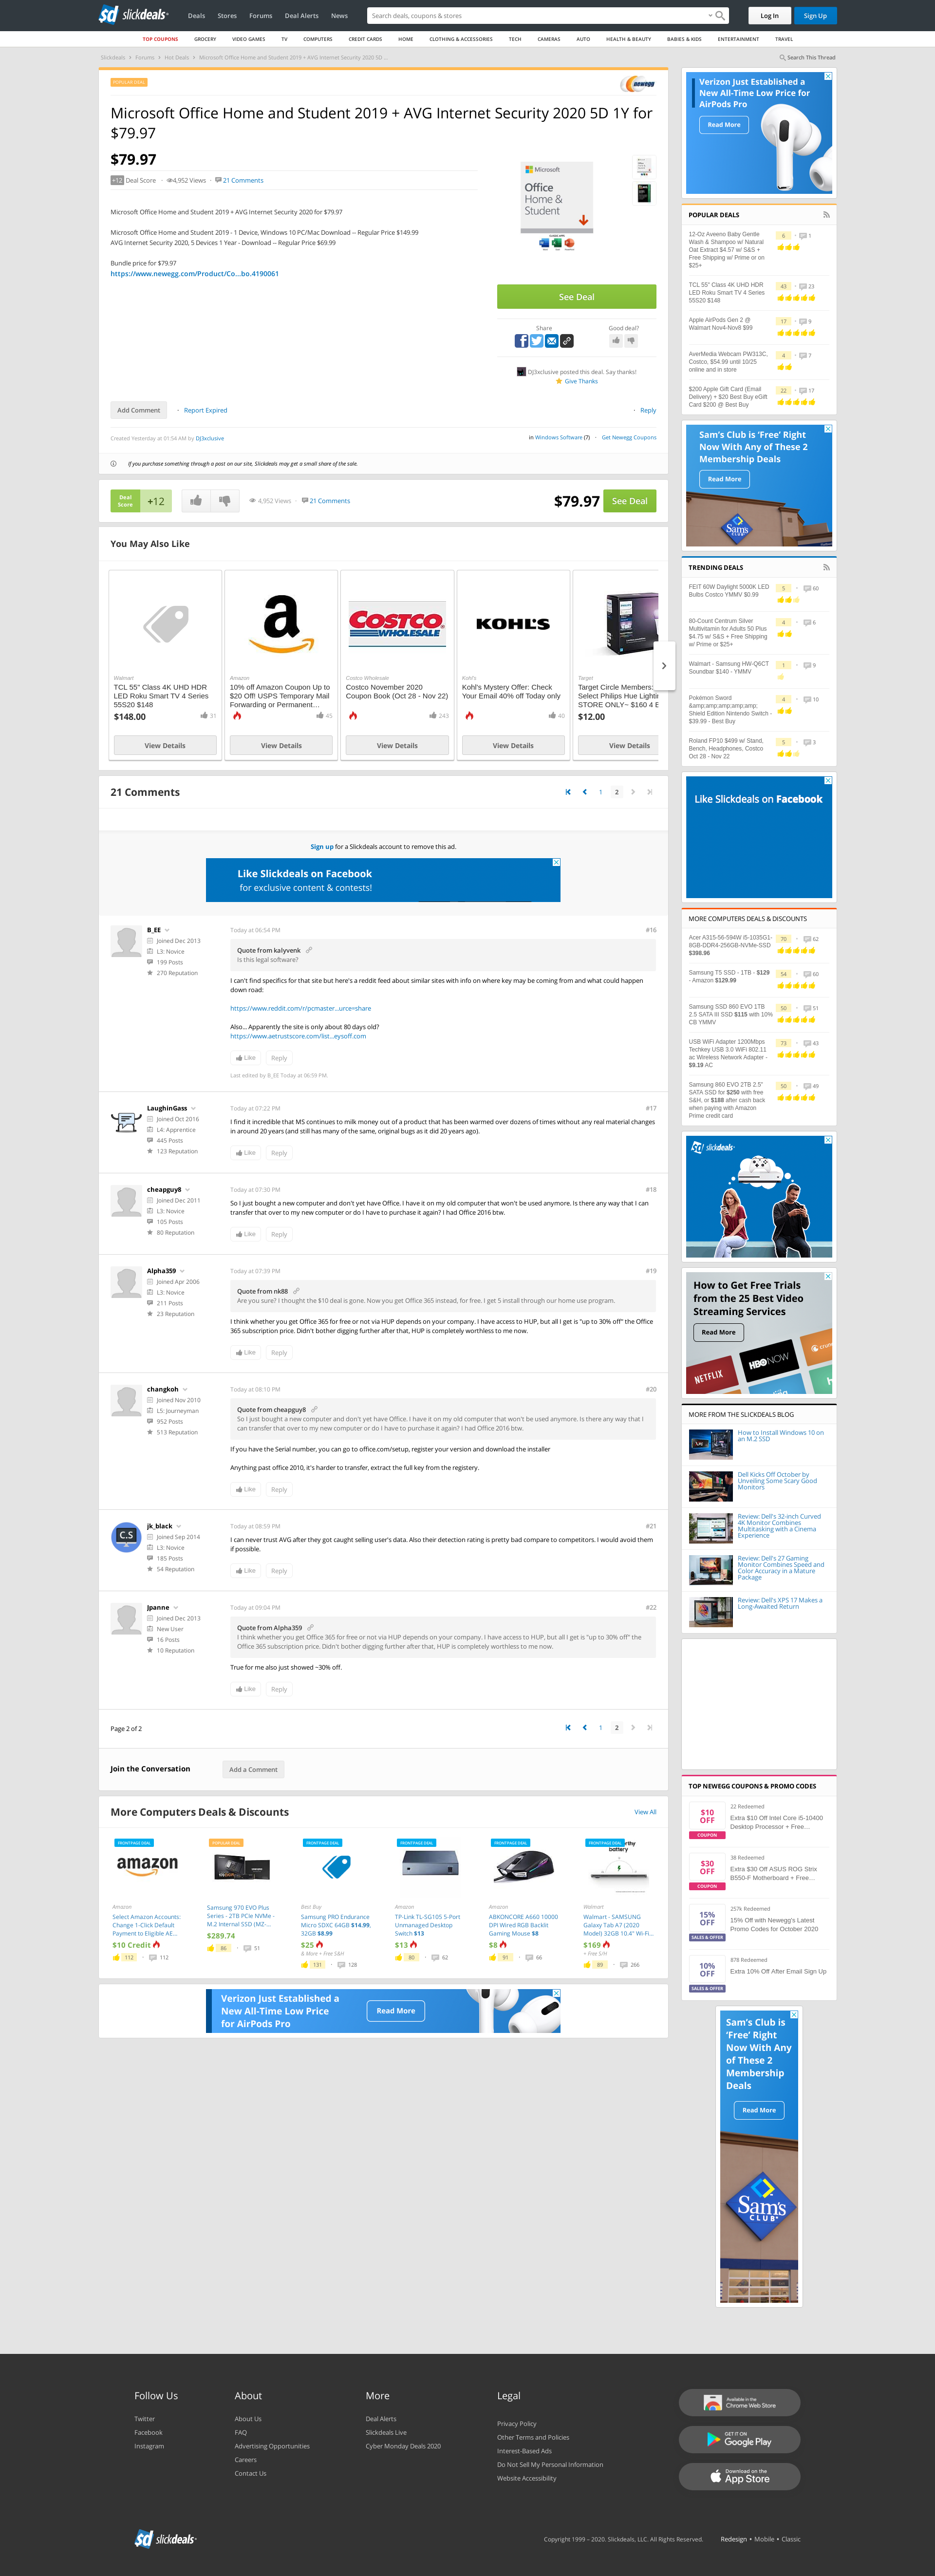 slickdeals
Deals Stores Forums Deal Alerts News
Search deals, coupons & stores
Log In Sign Up
TOP COUPONS GROCERY VIDEO GAMES TV COMPUTERS CREDIT CARDS HOME CLOTHING & ACCESSORIES TECH CAMERAS AUTO HEALTH & BEAUTY BABIES & KIDS ENTERTAINMENT TRAVEL
Slickdeals Forums Hot Deals Microsoft Office Home and Student 2019 + AVG Internet Security 2020 5D ...
Search This Thread
POPULAR DEAL
newegg
Microsoft Office Home and Student 2019 + AVG Internet Security 2020 5D 1Y for
$79.97
$79.97
+12 Deal Score 4,952 Views 21 Comments
Microsoft Office Home and Student 2019 + AVG Internet Security 2020 for $79.97
Microsoft Office Home and Student 2019 - 1 Device, Windows 10 PC/Mac Download -- Regular Price $149.99
AVG Internet Security 2020, 5 Devices 1 Year - Download -- Regular Price $69.99
Bundle price for $79.97
https://www.newegg.com/Product/Co...bo.4190061
Microsoft
Office
Home &
Student
See Deal
Share Good deal?
DJ3xclusive posted this deal. Say thanks!
Give Thanks
Add Comment Report Expired Reply
Created Yesterday at 01:54 AM by DJ3xclusive
in Windows Software (7) Get Newegg Coupons
If you purchase something through a post on our site, Slickdeals may get a small share of the sale.
Deal
Score +12
4,952 Views 21 Comments $79.97 See Deal
You May Also Like
Walmart
TCL 55" Class 4K UHD HDR
LED Roku Smart TV 4 Series
55S20 $148
$148.00 31
View Details
Amazon
10% off Amazon Coupon Up to
$20 Off! USPS Temporary Mail
Forwarding or Permanent...
45
View Details
COSTCO
WHOLESALE
Costco Wholesale
Costco November 2020
Coupon Book (Oct 28 - Nov 22)
243
View Details
KOHL'S
Kohl's
Kohl's Mystery Offer: Check
Your Email 40% off Today only
40
View Details
Target
Target Circle Members:
Select Philips Hue Lightin
STORE ONLY~ $160 4 E
$12.00
View Details
21 Comments
1 2
Sign up for a Slickdeals account to remove this ad.
Like Slickdeals on Facebook
for exclusive content & contests!
B_EE
Joined Dec 2013
L3: Novice
199 Posts
270 Reputation
Today at 06:54 PM #16
Quote from kalyvenk
Is this legal software?
I can't find specifics for that site but here's a reddit feed about similar sites with info on where key may be coming from and what could happen
down road:
https://www.reddit.com/r/pcmaster...urce=share
Also... Apparently the site is only about 80 days old?
https://www.aetrustscore.com/list...eysoff.com
Like Reply
Last edited by B_EE Today at 06:59 PM.
LaughinGass
Joined Oct 2016
L4: Apprentice
445 Posts
123 Reputation
Today at 07:22 PM #17
I find it incredible that MS continues to milk money out of a product that has been warmed over dozens of times without any real material changes
in around 20 years (and still has many of the same, original bugs as it did 20 years ago).
Like Reply
cheapguy8
Joined Dec 2011
L3: Novice
105 Posts
80 Reputation
Today at 07:30 PM #18
So I just bought a new computer and don't yet have Office. I have it on my old computer that won't be used anymore. Is there any way that I can
transfer that over to my new computer or do I have to purchase it again? I had Office 2016 btw.
Like Reply
Alpha359
Joined Apr 2006
L3: Novice
211 Posts
23 Reputation
Today at 07:39 PM #19
Quote from nk88
Are you sure? I thought the $10 deal is gone. Now you get Office 365 instead, for free. I get 5 install through our home use program.
I think whether you get Office 365 for free or not via HUP depends on your company. I have access to HUP, but all I get is "up to 30% off" the Office
365 subscription price. Didn't bother digging further after that, HUP is completely worthless to me now.
Like Reply
changkoh
Joined Nov 2010
L5: Journeyman
952 Posts
513 Reputation
Today at 08:10 PM #20
Quote from cheapguy8
So I just bought a new computer and don't yet have Office. I have it on my old computer that won't be used anymore. Is there any way that I
can transfer that over to my new computer or do I have to purchase it again? I had Office 2016 btw.
If you have the Serial number, you can go to office.com/setup, register your version and download the installer
Anything past office 2010, it's harder to transfer, extract the full key from the registery.
Like Reply
C.S
jk_black
Joined Sep 2014
L3: Novice
185 Posts
54 Reputation
Today at 08:59 PM #21
I can never trust AVG after they got caught selling user's data. Also their detection rating is pretty bad compare to competitors. I would avoid them
if possible.
Like Reply
Jpanne
Joined Dec 2013
New User
16 Posts
10 Reputation
Today at 09:04 PM #22
Quote from Alpha359
I think whether you get Office 365 for free or not via HUP depends on your company. I have access to HUP, but all I get is "up to 30% off" the
Office 365 subscription price. Didn't bother digging further after that, HUP is completely worthless to me now.
True for me also just showed ~30% off.
Like Reply
Page 2 of 2 1 2
Join the Conversation Add a Comment
More Computers Deals & Discounts View All
FRONTPAGE DEAL
amazon
Amazon
Select Amazon Accounts:
Change 1-Click Default
Payment to Eligible AE...
$10 Credit
112 112
POPULAR DEAL
Samsung 970 EVO Plus
Series - 2TB PCIe NVMe -
M.2 Internal SSD (MZ-...
$289.74
86 51
FRONTPAGE DEAL
Best Buy
Samsung PRO Endurance
Micro SDXC 64GB $14.99,
32GB $8.99
$25
& More + Free S&H
131 128
FRONTPAGE DEAL
Amazon
TP-Link TL-SG105 5-Port
Unmanaged Desktop
Switch $13
$13
80 62
FRONTPAGE DEAL
Amazon
ABKONCORE A660 10000
DPI Wired RGB Backlit
Gaming Mouse $8
$8
91 66
FRONTPAGE DEAL
battery
Walmart
Walmart - SAMSUNG
Galaxy Tab A7 (2020
Model) 32GB 10.4" Wi-Fi...
$169
+ Free S/H
89 266
Verizon Just Established a
New All-Time Low Price
for AirPods Pro
Read More
Verizon Just Established a
New All-Time Low Price for
AirPods Pro
Read More
POPULAR DEALS
12-Oz Aveeno Baby Gentle
Wash & Shampoo w/ Natural
Oat Extract $4.57 w/ S&S +
Free Shipping w/ Prime or on
$25+
6 1
TCL 55" Class 4K UHD HDR
LED Roku Smart TV 4 Series
55S20 $148
43 23
Apple AirPods Gen 2 @
Walmart Nov4-Nov8 $99
17 9
AverMedia Webcam PW313C,
Costco, $54.99 until 10/25
online and in store
4 7
$200 Apple Gift Card (Email
Delivery) + $20 Best Buy eGift
Card $200 @ Best Buy
22 17
Sam's Club is 'Free' Right
Now With Any of These 2
Membership Deals
Read More
Sam's
CLUB
TRENDING DEALS
FEIT 60W Daylight 5000K LED
Bulbs Costco YMMV $0.99
5 60
80-Count Centrum Silver
Multivitamin for Adults 50 Plus
$4.75 w/ S&S + Free Shipping
w/ Prime or $25+
4 6
Walmart - Samsung HW-Q6CT
Soundbar $140 - YMMV
1 9
Pokémon Sword
&amp;amp;amp;amp;amp;
Shield Edition Nintendo Switch -
$39.99 - Best Buy
4 10
Roland FP10 $499 w/ Stand,
Bench, Headphones, Costco
Oct 28 - Nov 22
5 3
Like Slickdeals on Facebook
MORE COMPUTERS DEALS & DISCOUNTS
Acer A315-56-594W i5-1035G1-
8GB-DDR4-256GB-NVMe-SSD
$398.96
70 62
Samsung T5 SSD - 1TB - $129
- Amazon $129.99
54 60
Samsung SSD 860 EVO 1TB
2.5 SATA III SSD $115 with 10%
CB YMMV
50 51
USB WiFi Adapter 1200Mbps
Techkey USB 3.0 WiFi 802.11
ac Wireless Network Adapter -
$9.19 AC
73 43
Samsung 860 EVO 2TB 2.5"
SATA SSD for $250 with free
S&H, or $188 after cash back
when paying with Amazon
Prime credit card
50 49
slickdeals
How to Get Free Trials
from the 25 Best Video
Streaming Services
Read More
NETFLIX
HBO NOW
MORE FROM THE SLICKDEALS BLOG
How to Install Windows 10 on
an M.2 SSD
Dell Kicks Off October by
Unveiling Some Scary Good
Monitors
Review: Dell's 32-inch Curved
4K Monitor Combines
Multitasking with a Cinema
Experience
Review: Dell's 27 Gaming
Monitor Combines Speed and
Color Accuracy in a Mature
Package
Review: Dell's XPS 17 Makes a
Long-Awaited Return
TOP NEWEGG COUPONS & PROMO CODES
$10
OFF
COUPON
22 Redeemed
Extra $10 Off Intel Core i5-10400
Desktop Processor + Free...
$30
OFF
COUPON
38 Redeemed
Extra $30 Off ASUS ROG Strix
B550-F Motherboard + Free...
15%
OFF
SALES & OFFER
257k Redeemed
15% Off with Newegg's Latest
Promo Codes for October 2020
10%
OFF
SALES & OFFER
878 Redeemed
Extra 10% Off After Email Sign Up
Sam's Club is
'Free' Right
Now With Any
of These 2
Membership
Deals
Read More
Sam's
CLUB
Follow Us
Twitter
Facebook
Instagram
About
About Us
FAQ
Advertising Opportunities
Careers
Contact Us
More
Deal Alerts
Slickdeals Live
Cyber Monday Deals 2020
Legal
Privacy Policy
Other Terms and Policies
Interest-Based Ads
Do Not Sell My Personal Information
Website Accessibility
Available in the
Chrome Web Store
GET IT ON
Google Play
Download on the
App Store
slickdeals
Copyright 1999 – 2020. Slickdeals, LLC. All Rights Reserved. Redesign • Mobile • Classic